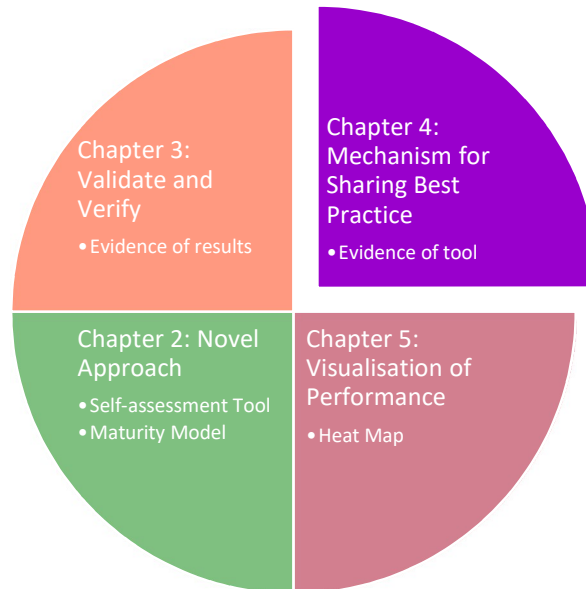 Chapter 3:
Validate and
Verify
•Evidence of results
Chapter 4:
Mechanism for
Sharing Best
Practice
•Evidence of tool
Chapter 2: Novel
Approach
•Self-assessment Tool
•Maturity Model
Chapter 5:
Visualisation of
Performance
•Heat Map